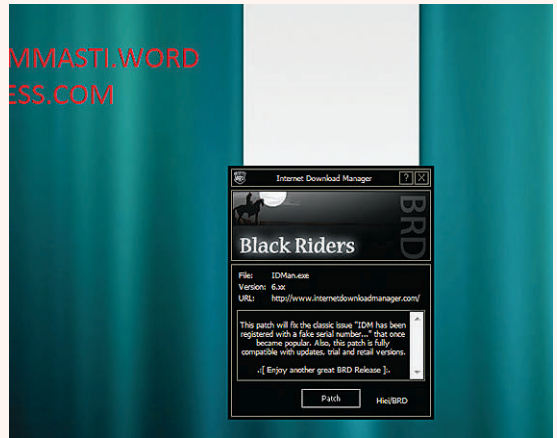 MMASTI.WORD
ESS.COM
Internet Download Manager
? X
BRD
Black Riders
File: IDMan.exe
Version: 6.xx
URL: http://www.internetdownloadmanager.com/
This patch will fix the classic issue "IDM has been
registered with a fake serial number..." that once
became popular. Also, this patch is fully
compatible with updates, trial and retail versions.
.:[ Enjoy another great BRD Release ]:.
Patch
Hiei/BRD